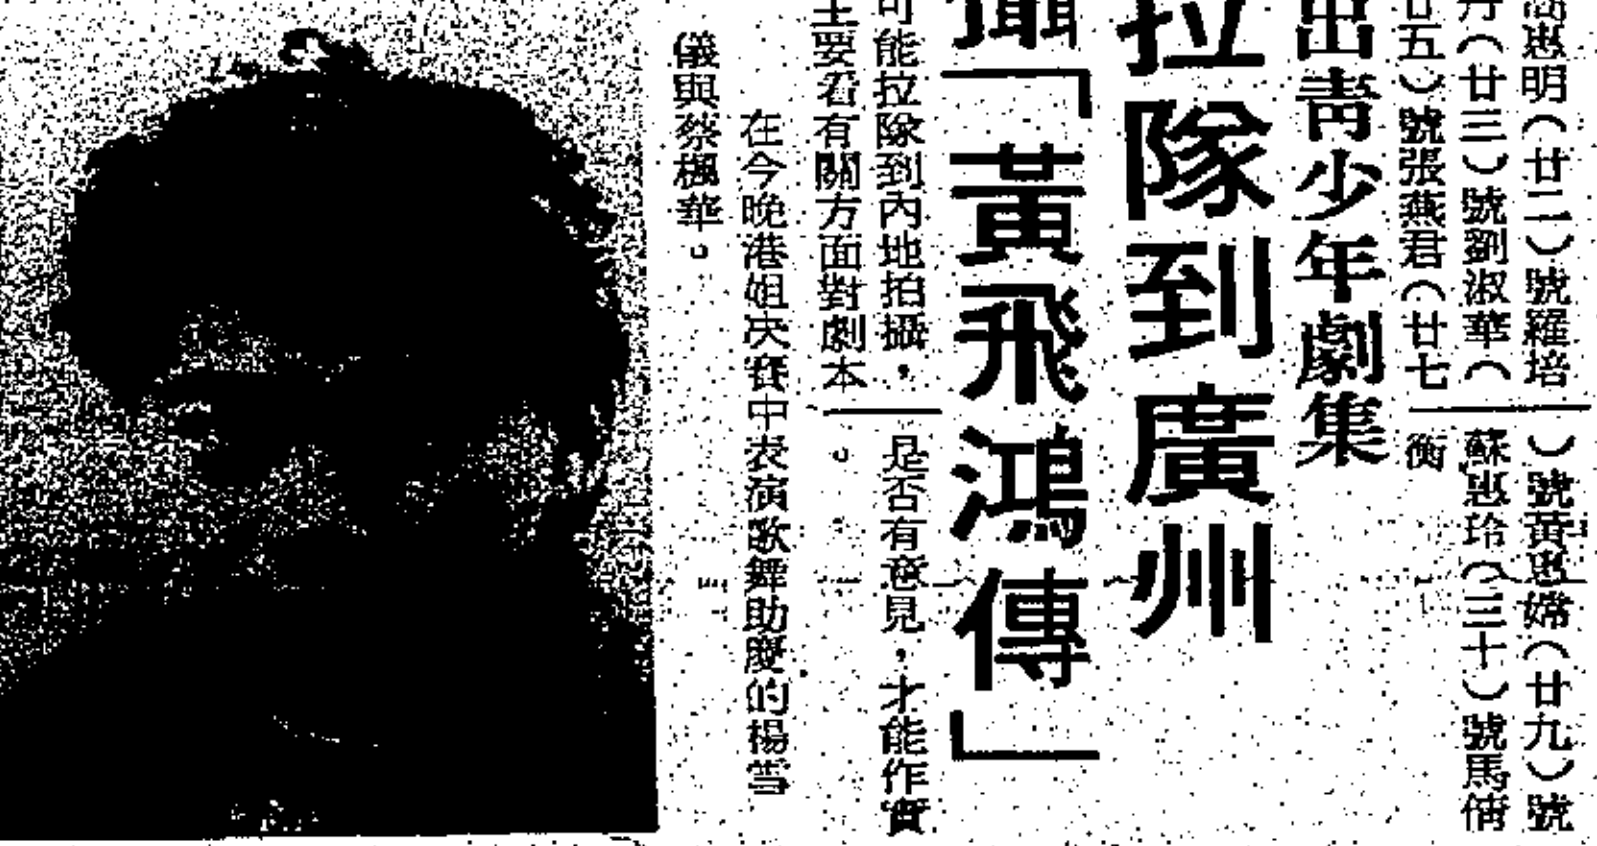 惠明（廿二）號羅培
（廿三）號劉淑華（
廿五）號張燕君（廿七
）號黃惠嫦（廿九）號
蘇惠玲（三十）號馬倩
衡
出青少年劇集
拉隊到廣州
攝「黃飛鴻傳」
可能拉隊到內地拍攝，
主要看有關方面對劇本
是否有意見，才能作實
。
在今晚港姐決賽中表演歌舞助慶的楊雪
儀與蔡楓華。